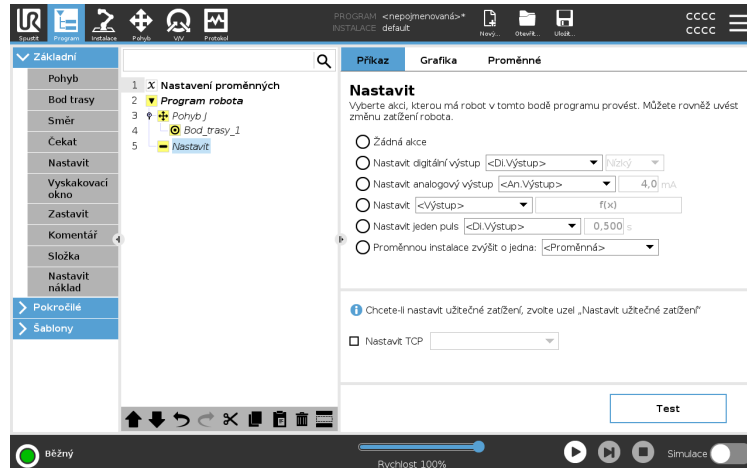 PROGRAM <nepojmenovaná>*
INSTALACE default
Spustit
Program
Instalace
Pohyb
V/V
Protokol
Nový...
Otevřít...
Uložit...
cccc
cccc
Základní
Pohyb
Bod trasy
Směr
Čekat
Nastavit
Vyskakovací
okno
Zastavit
Komentář
Složka
Nastavit
náklad
Pokročilé
Šablony
1 X Nastavení proměnných
2 Program robota
3 Pohyb J
4 Bod_trasy_1
5 Nastavit
Příkaz Grafika Proměnné
Nastavit
Vyberte akci, kterou má robot v tomto bodě programu provést. Můžete rovněž uvést
změnu zatížení robota.
Žádná akce
Nastavit digitální výstup <DI.Výstup> Nízký
Nastavit analogový výstup <An.Výstup> 4,0 mA
Nastavit <Výstup> f(x)
Nastavit jeden puls <DI.Výstup> 0,500 s
Proměnnou instalace zvýšit o jedna: <Proměnná>
Chcete-li nastavit užitečné zatížení, zvolte uzel „Nastavit užitečné zatížení“
Nastavit TCP
Test
Běžný
Rychlost 100%
Simulace